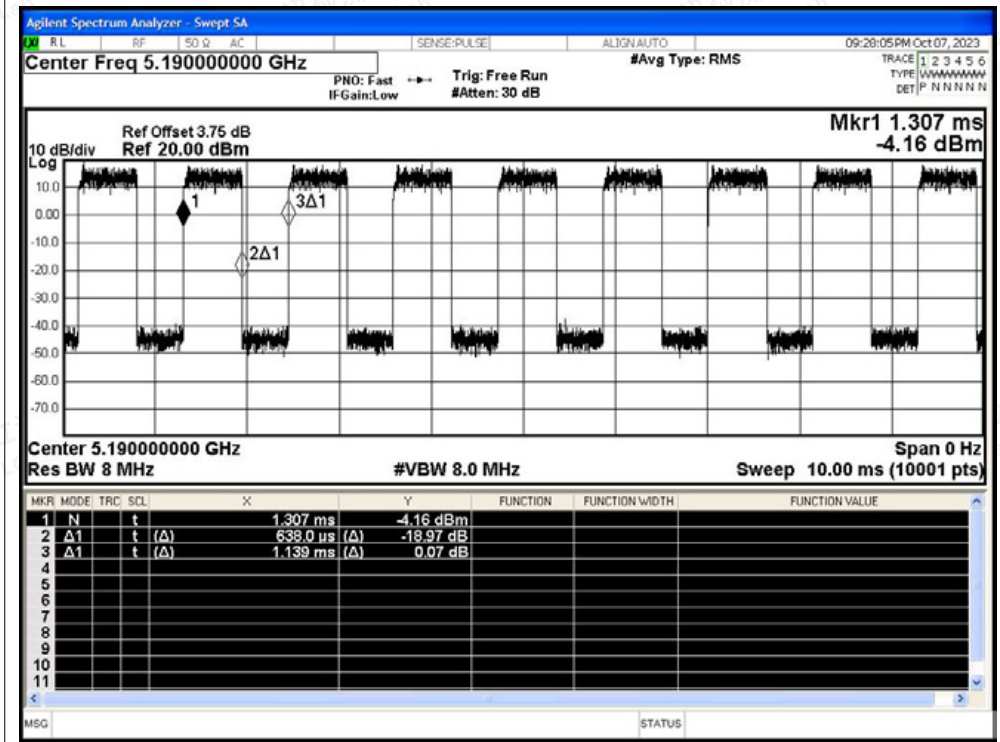 Agilent Spectrum Analyzer - Swept SA
LXI RL RF 50 Ω AC SENSE:PULSE ALIGN AUTO 09:28:05 PM Oct 07, 2023
Center Freq 5.190000000 GHz #Avg Type: RMS TRACE 1 2 3 4 5 6
PNO: Fast Trig: Free Run TYPE WWWWWW
IFGain:Low #Atten: 30 dB DET P N N N N N
Mkr1 1.307 ms
Ref Offset 3.75 dB
10 dB/div Ref 20.00 dBm -4.16 dBm
Log
10.0
1 3Δ1
0.00
-10.0
2Δ1
-20.0
-30.0
-40.0
-50.0
-60.0
-70.0
Center 5.190000000 GHz Span 0 Hz
Res BW 8 MHz #VBW 8.0 MHz Sweep 10.00 ms (10001 pts)
MKR MODE TRC SCL X Y FUNCTION FUNCTION WIDTH FUNCTION VALUE
1 N t 1.307 ms -4.16 dBm
2 Δ1 t (Δ) 638.0 µs (Δ) -18.97 dB
3 Δ1 t (Δ) 1.139 ms (Δ) 0.07 dB
4
5
6
7
8
9
10
11
MSG STATUS